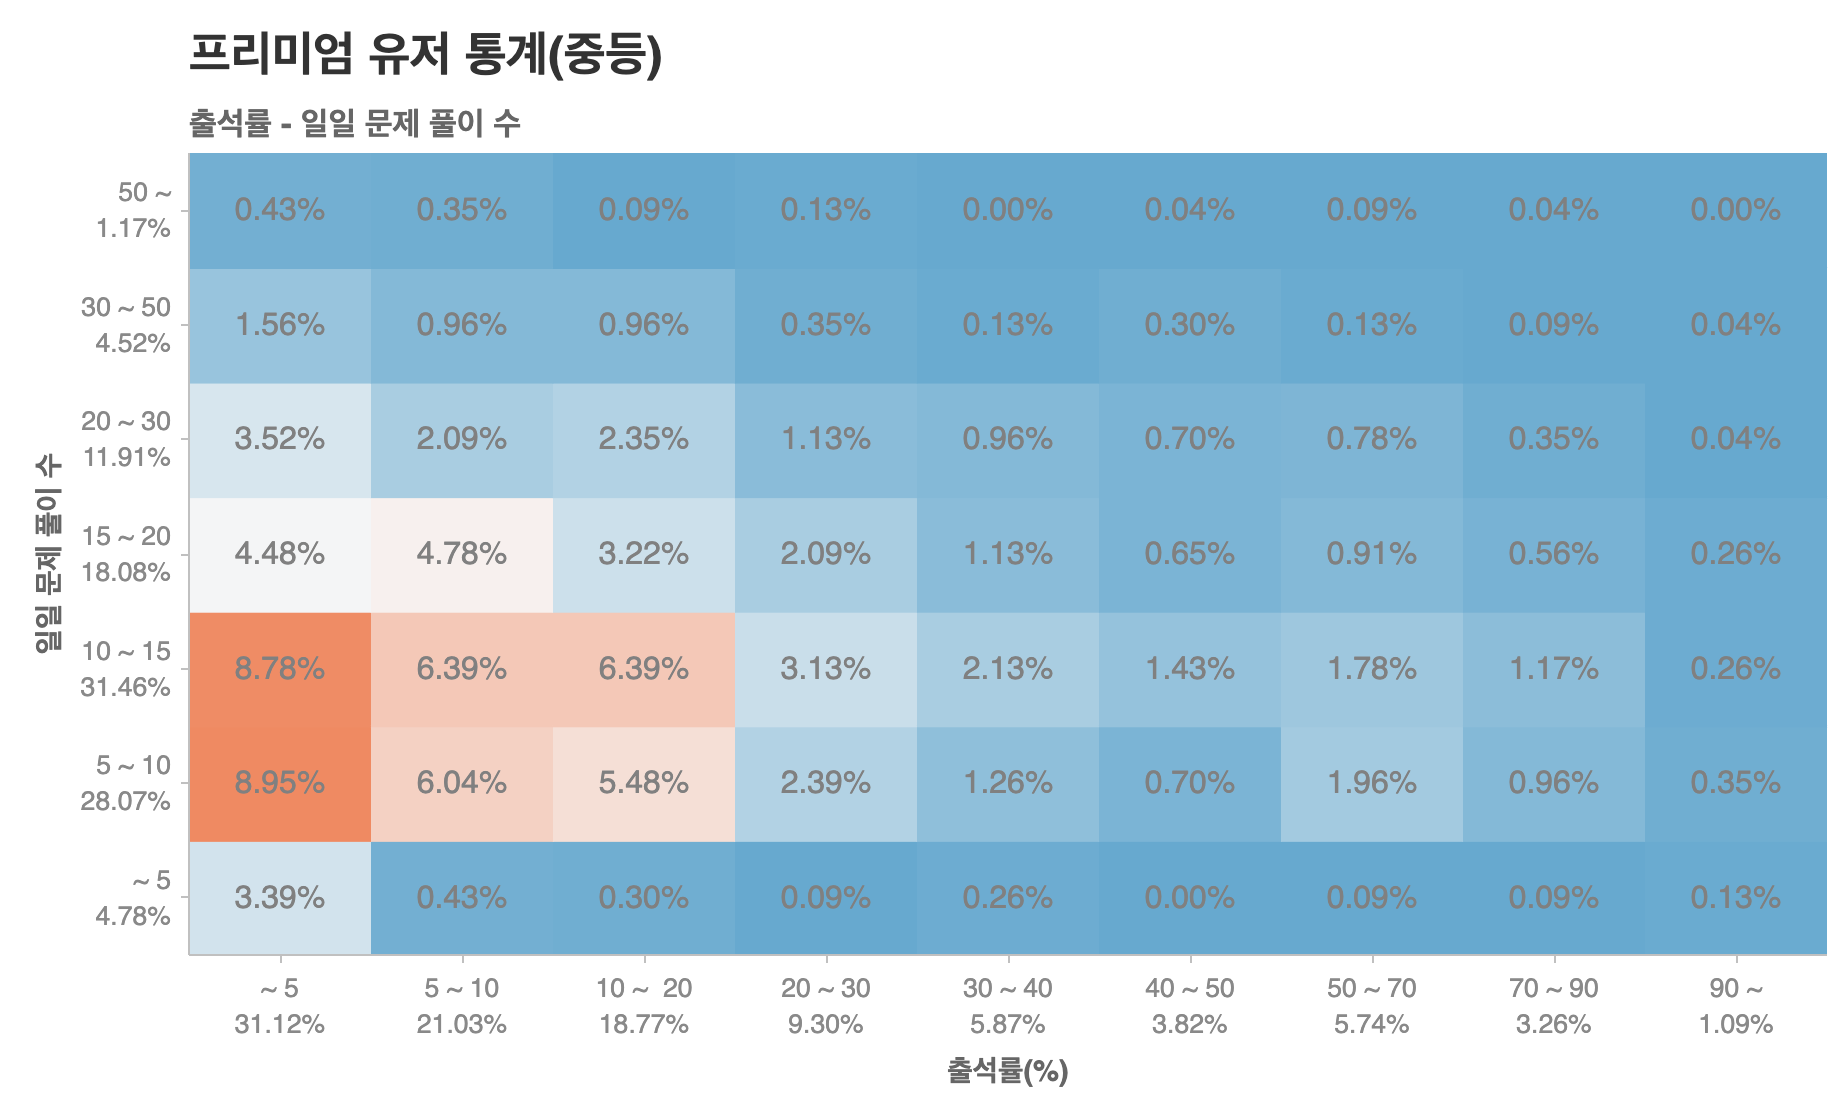 프리미엄 유저 통계(중등)
출석률 - 일일 문제 풀이 수
일일 문제 풀이 수
50 ~
1.17%
0.43% 0.35% 0.09% 0.13% 0.00% 0.04% 0.09% 0.04% 0.00%
30 ~ 50
4.52%
1.56% 0.96% 0.96% 0.35% 0.13% 0.30% 0.13% 0.09% 0.04%
20 ~ 30
11.91%
3.52% 2.09% 2.35% 1.13% 0.96% 0.70% 0.78% 0.35% 0.04%
15 ~ 20
18.08%
4.48% 4.78% 3.22% 2.09% 1.13% 0.65% 0.91% 0.56% 0.26%
10 ~ 15
31.46%
8.78% 6.39% 6.39% 3.13% 2.13% 1.43% 1.78% 1.17% 0.26%
5 ~ 10
28.07%
8.95% 6.04% 5.48% 2.39% 1.26% 0.70% 1.96% 0.96% 0.35%
~ 5
4.78%
3.39% 0.43% 0.30% 0.09% 0.26% 0.00% 0.09% 0.09% 0.13%
~ 5 5 ~ 10 10 ~ 20 20 ~ 30 30 ~ 40 40 ~ 50 50 ~ 70 70 ~ 90 90 ~
31.12% 21.03% 18.77% 9.30% 5.87% 3.82% 5.74% 3.26% 1.09%
출석률(%)